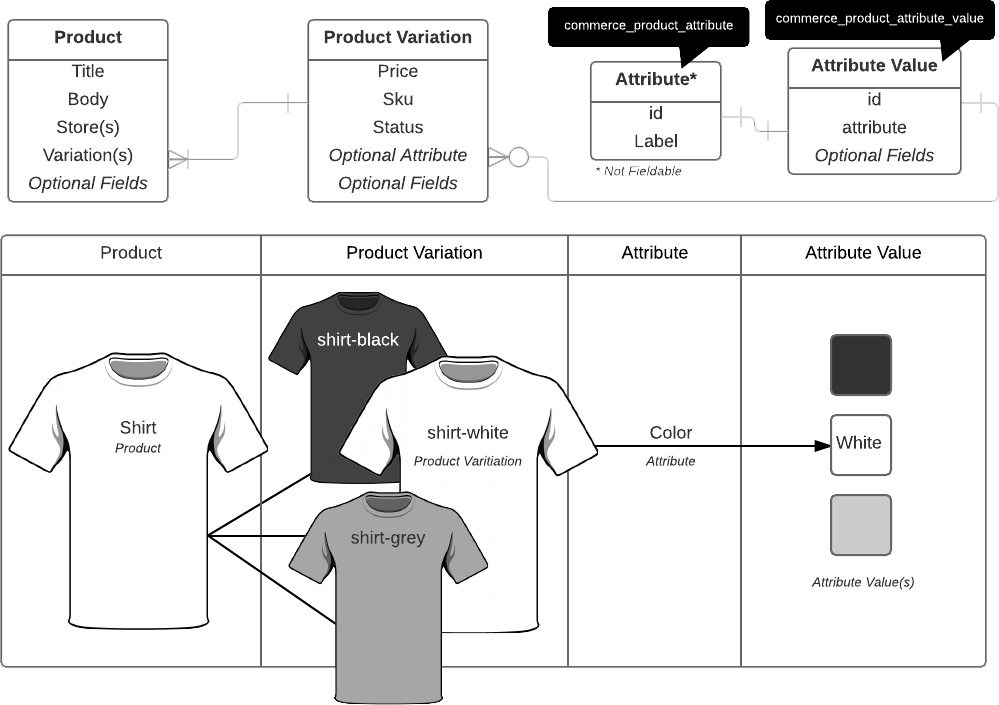 commerce_product_attribute
commerce_product_attribute_value
Product
Title
Body
Store(s)
Variation(s)
Optional Fields
Product Variation
Price
Sku
Status
Optional Attribute
Optional Fields
Attribute*
id
Label
* Not Fieldable
Attribute Value
id
attribute
Optional Fields
Product
Product Variation
Attribute
Attribute Value
Shirt
Product
shirt-black
shirt-white
Product Varitiation
shirt-grey
Color
Attribute
White
Attribute Value(s)